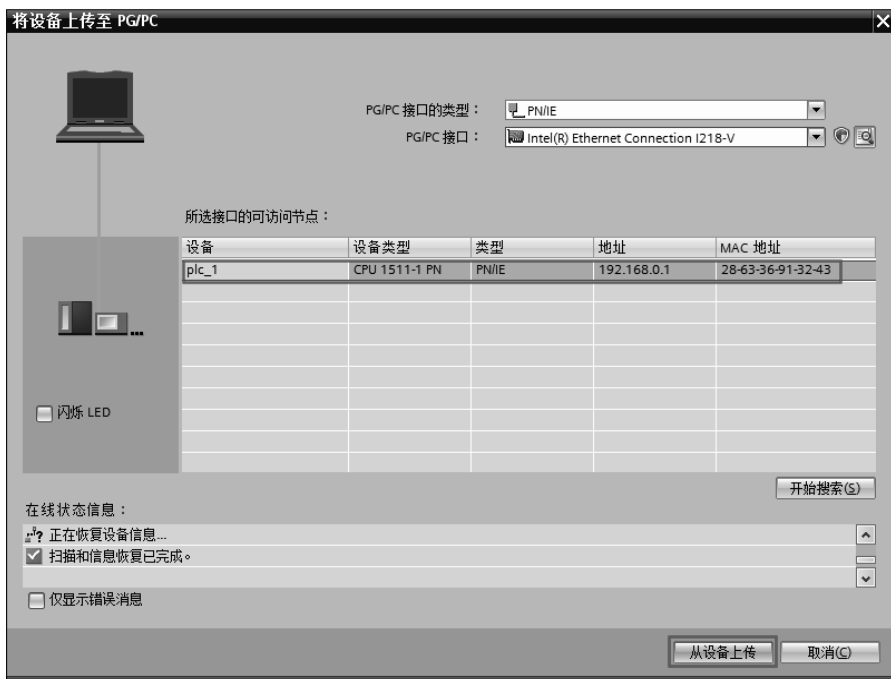 将设备上传至 PG/PC
PG/PC 接口的类型： PN/IE
PG/PC 接口： Intel(R) Ethernet Connection I218-V
所选接口的可访问节点：
设备 设备类型 类型 地址 MAC 地址
plc_1 CPU 1511-1 PN PN/IE 192.168.0.1 28-63-36-91-32-43
闪烁 LED
开始搜索(S)
在线状态信息：
正在恢复设备信息...
扫描和信息恢复已完成。
仅显示错误消息
从设备上传 取消(C)